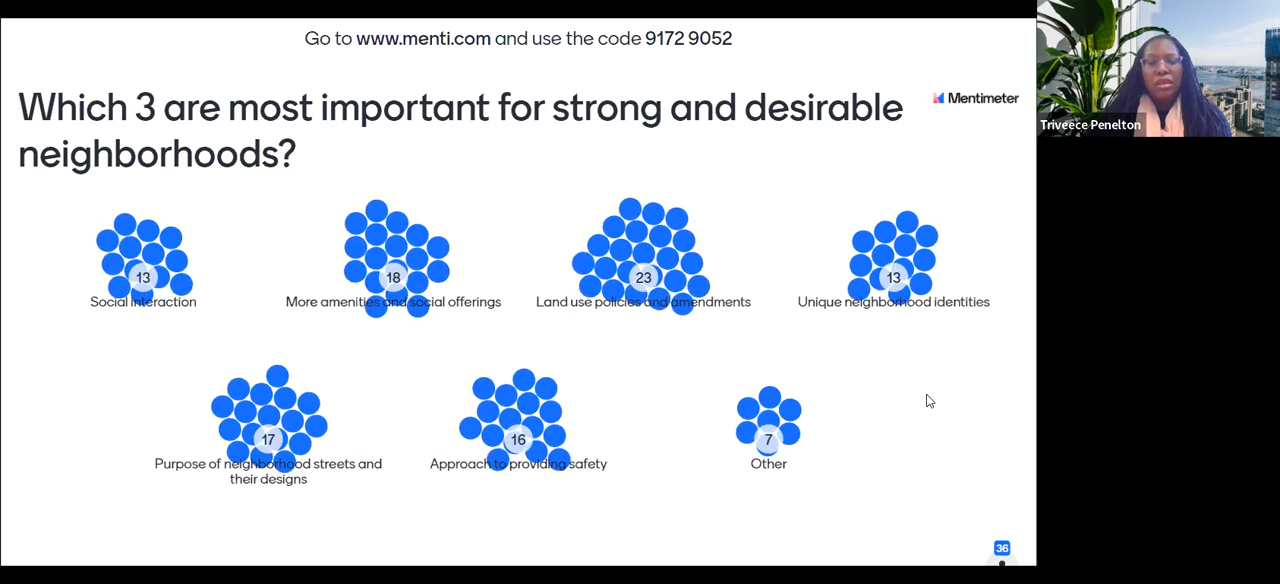 Go to www.menti.com and use the code 9172 9052
Which 3 are most important for strong and desirable
neighborhoods?
Mentimeter
Triveece Penelton
13
Social interaction
18
More amenities and social offerings
23
Land use policies and amendments
13
Unique neighborhood identities
17
Purpose of neighborhood streets and
their designs
16
Approach to providing safety
7
Other
36